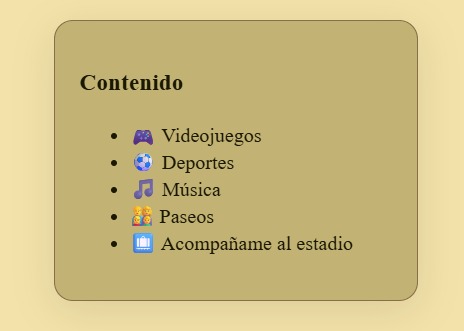 Contenido
🎮 Videojuegos
⚽ Deportes
🎵 Música
👨‍👩‍👧‍👦 Paseos
🛄 Acompañame al estadio